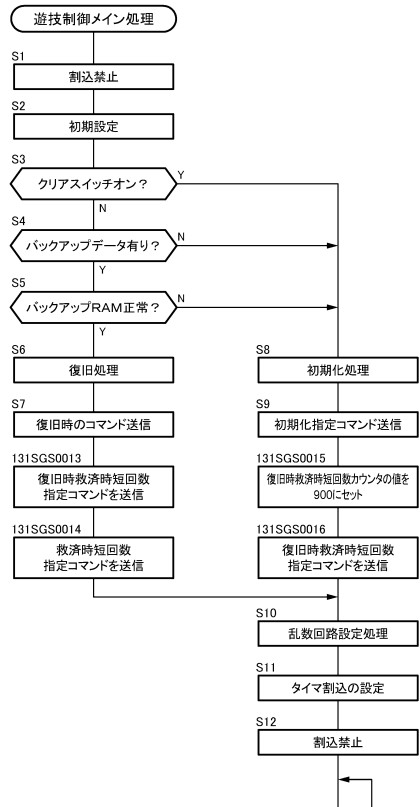 遊技制御メイン処理
S1
割込禁止
S2
初期設定
S3
クリアスイッチオン？
Y
N
S4
バックアップデータ有り？
N
Y
S5
バックアップRAM正常？
N
Y
S6
復旧処理
S7
復旧時のコマンド送信
131SGS0013
復旧時救済時短回数
指定コマンドを送信
131SGS0014
救済時短回数
指定コマンドを送信
S8
初期化処理
S9
初期化指定コマンド送信
131SGS0015
復旧時救済時短回数カウンタの値を
900にセット
131SGS0016
復旧時救済時短回数
指定コマンドを送信
S10
乱数回路設定処理
S11
タイマ割込の設定
S12
割込禁止